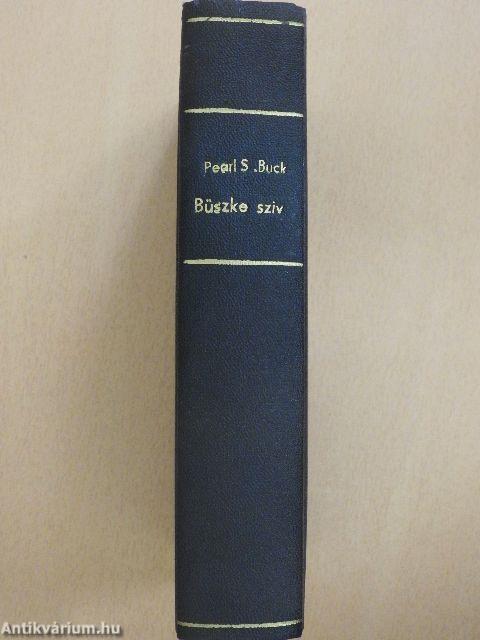 Pearl S.Buck
Büszke sziv
Antikvárium.hu